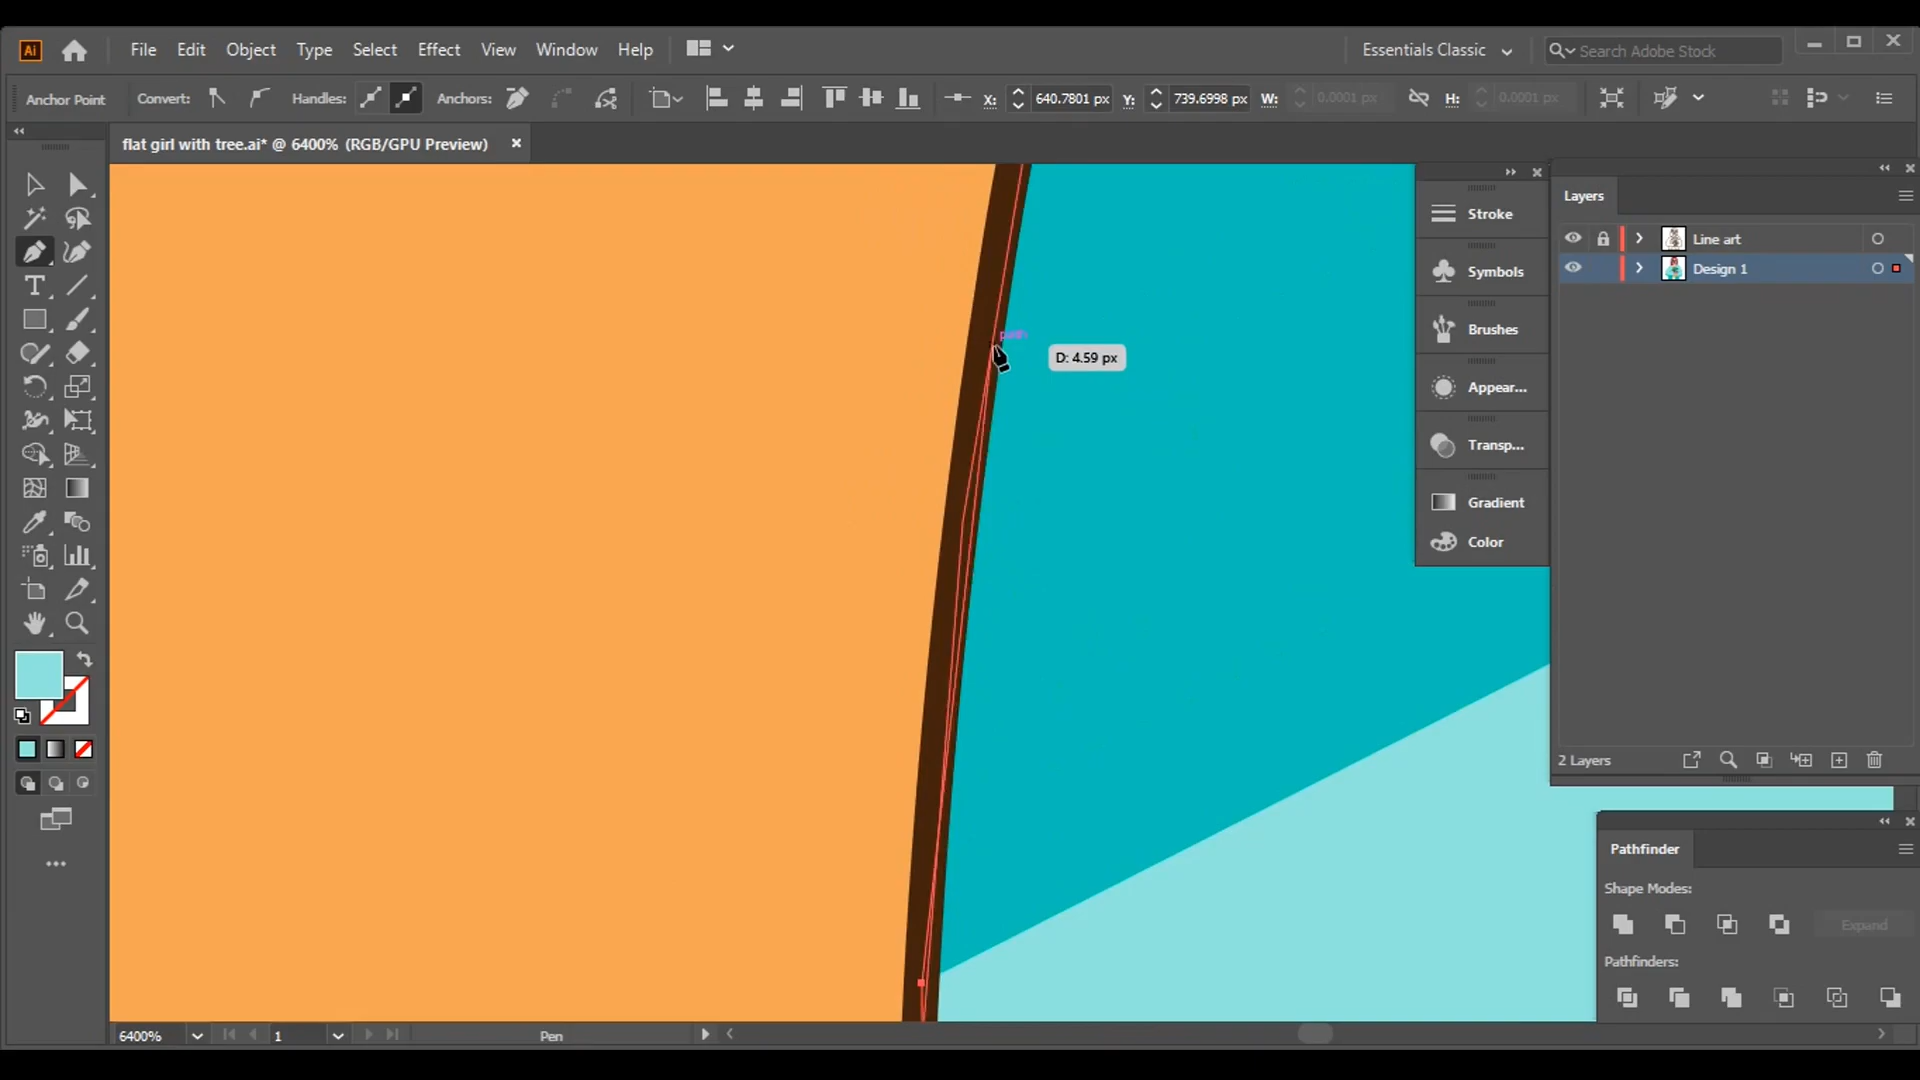 Ai File Edit Object Type Select Effect View Window Help Essentials Classic Search Adobe Stock
Anchor Point Convert: Handles: Anchors: X: 640.7801 px Y: 739.6998 px W: 0.0001 px H: 0.0001 px
flat girl with tree.ai* @ 6400% (RGB/GPU Preview)
Layers
Stroke
Line art
Design 1
Symbols
Brushes
path
D: 4.59 px
Appear...
Transp...
Gradient
Color
2 Layers
Pathfinder
Shape Modes:
Expand
Pathfinders:
6400% 1 Pen